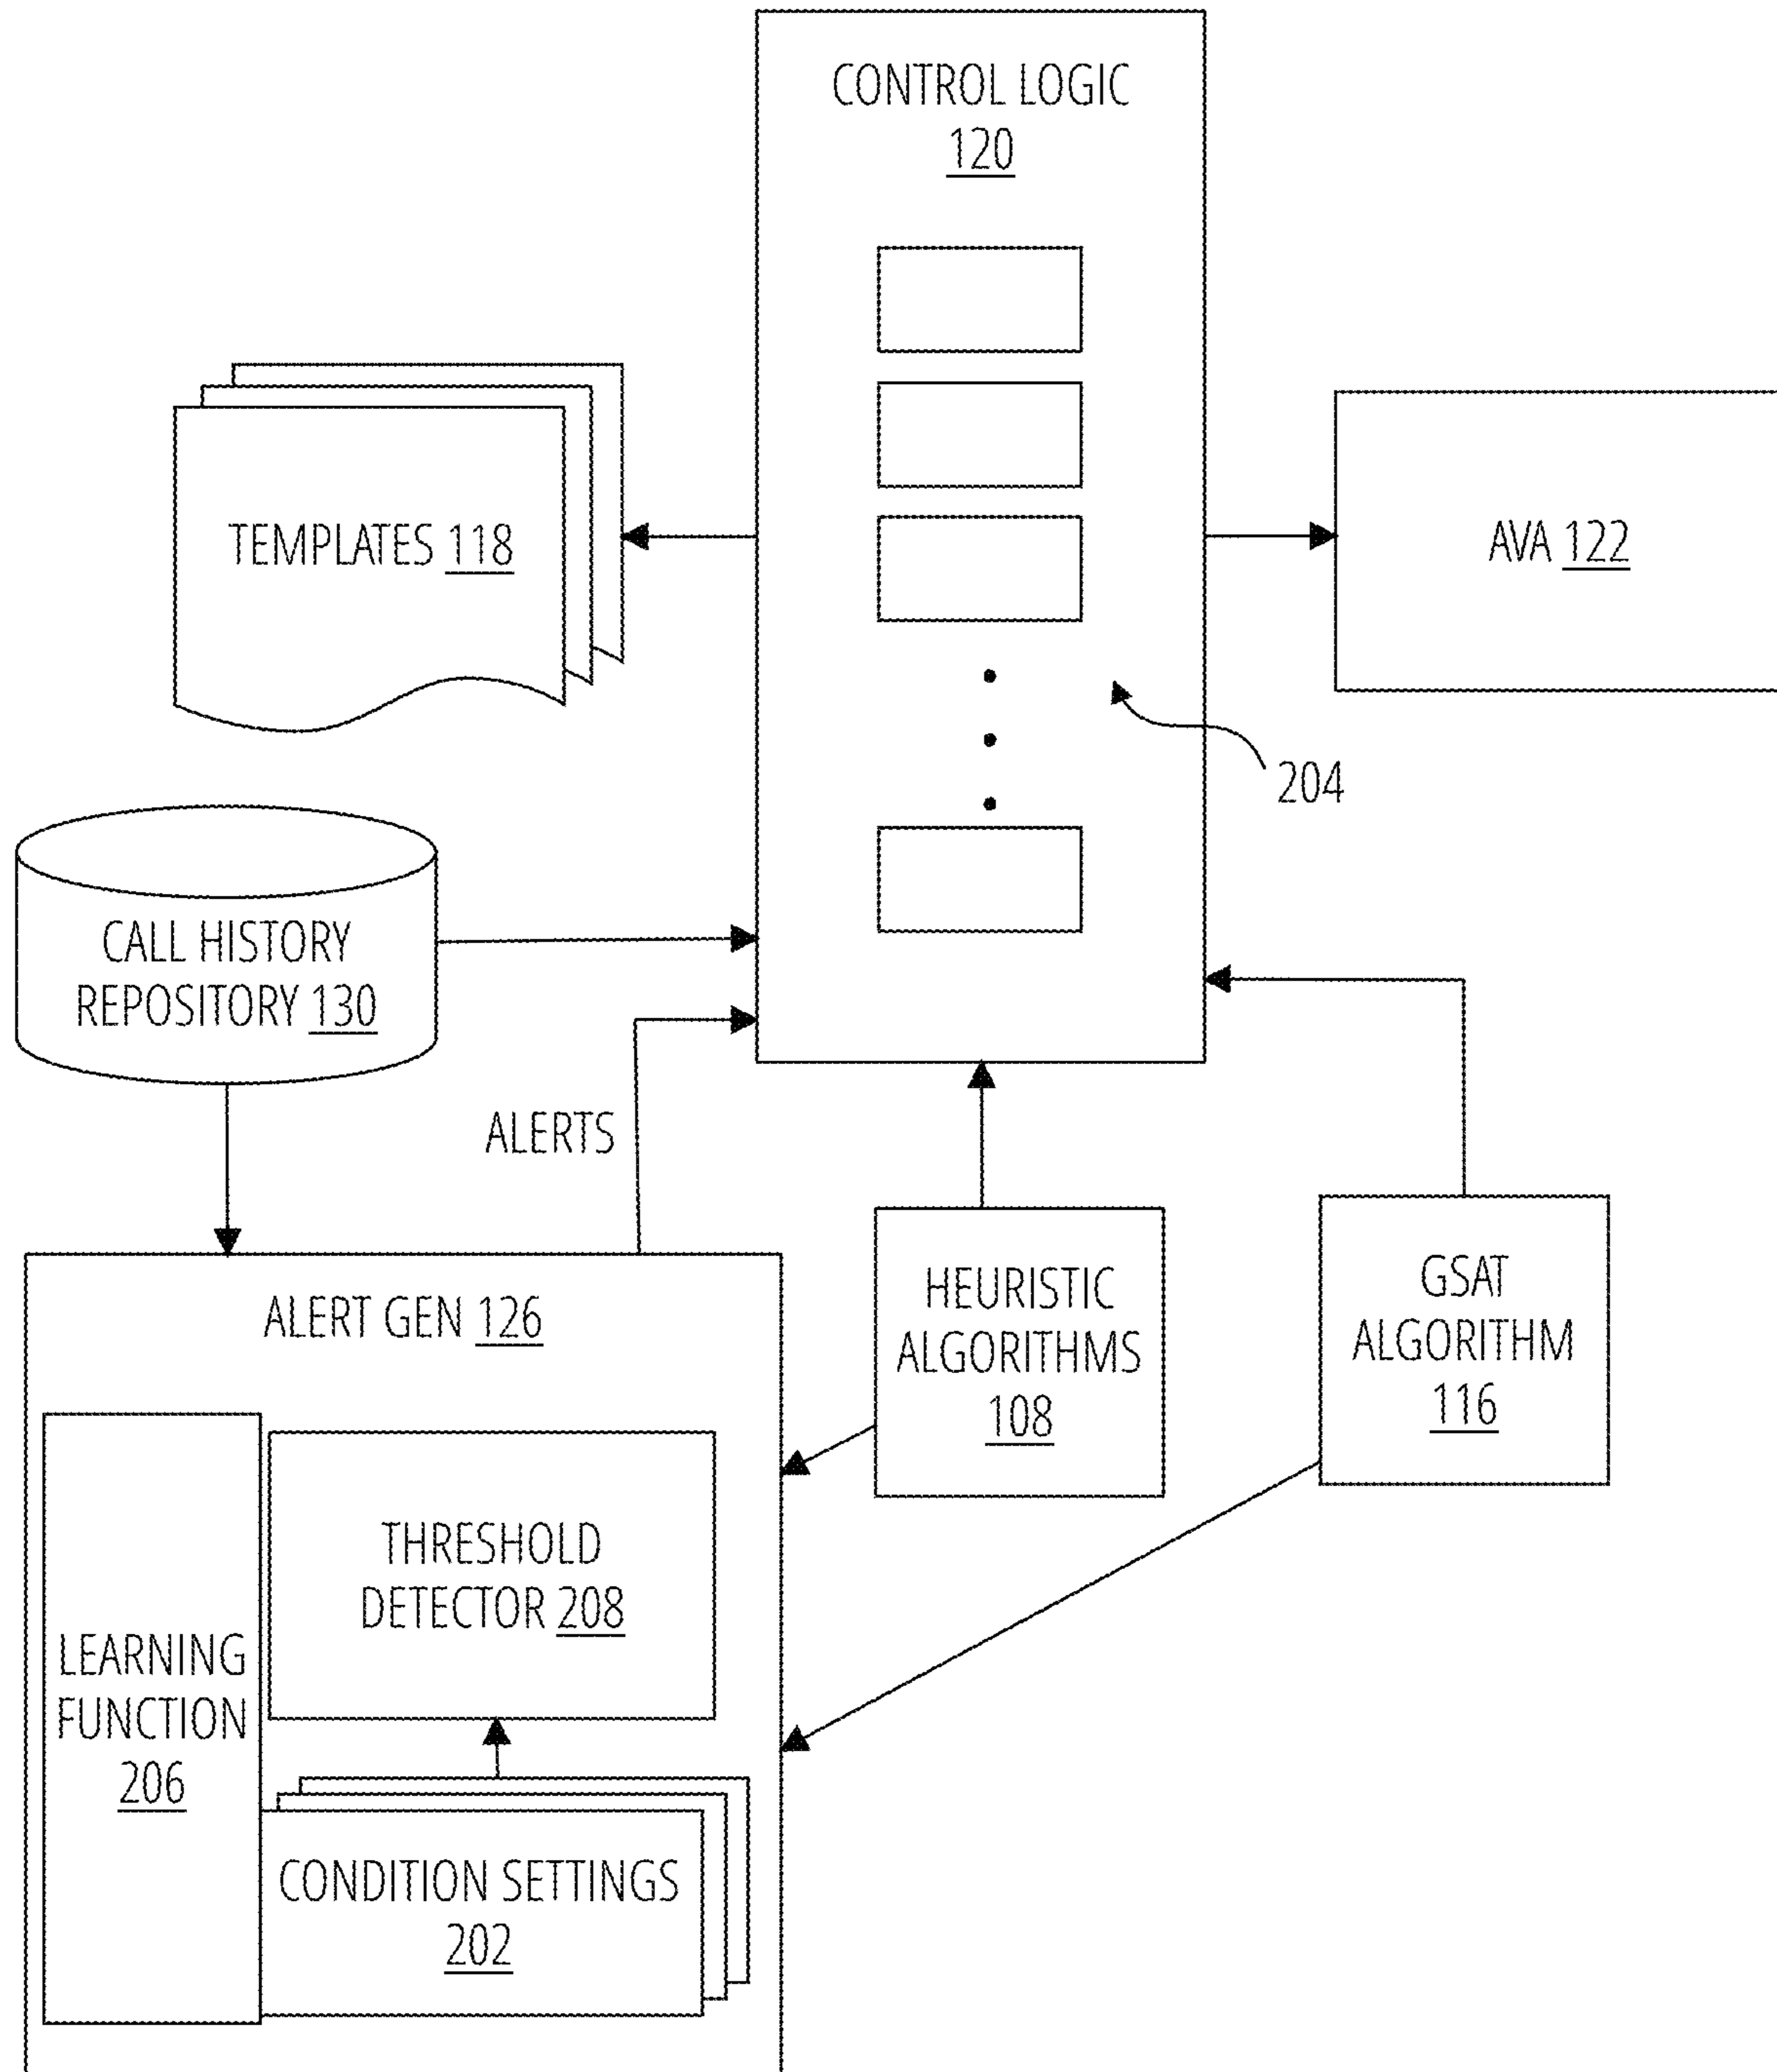 CONTROL LOGIC
120
TEMPLATES 118
AVA 122
204
CALL HISTORY
REPOSITORY 130
ALERTS
ALERT GEN 126
HEURISTIC
ALGORITHMS
108
GSAT
ALGORITHM
116
THRESHOLD
DETECTOR 208
LEARNING
FUNCTION
206
CONDITION SETTINGS
202